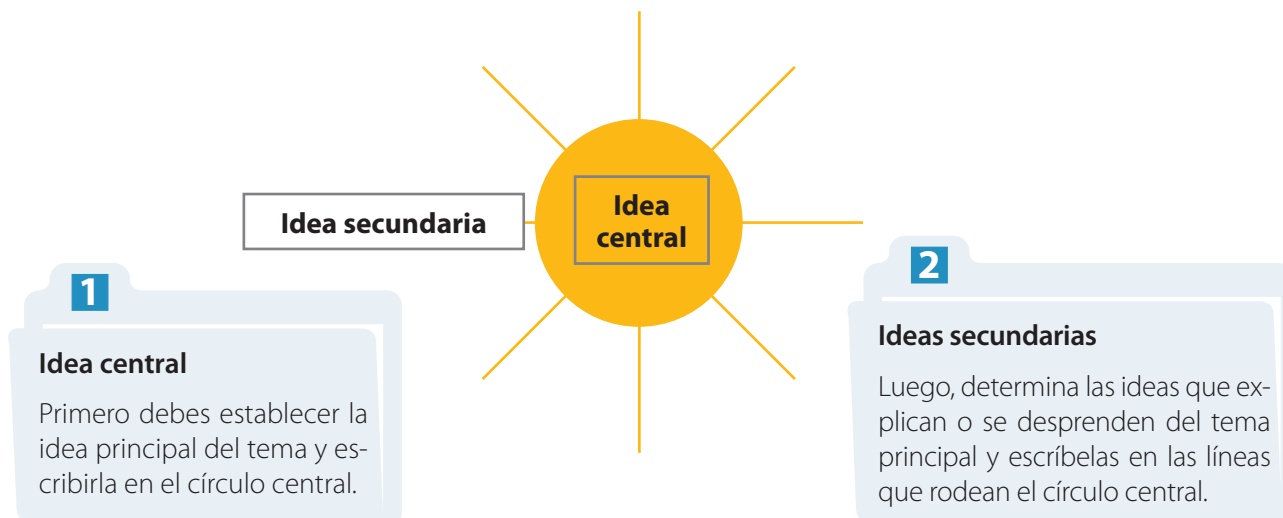 Idea secundaria
Idea
central
1
Idea central
Primero debes establecer la
idea principal del tema y es-
cribirla en el círculo central.
2
Ideas secundarias
Luego, determina las ideas que ex-
plican o se desprenden del tema
principal y escríbelas en las líneas
que rodean el círculo central.